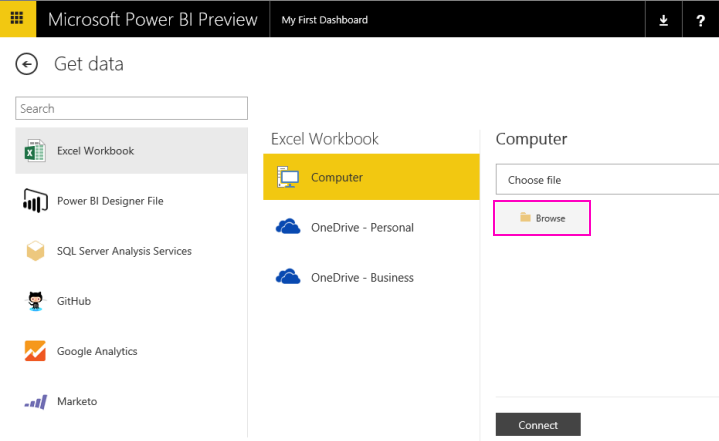 Microsoft Power BI Preview
My First Dashboard
?
Get data
Search
Excel Workbook
Power BI Designer File
SQL Server Analysis Services
GitHub
Google Analytics
Marketo
Excel Workbook
Computer
OneDrive - Personal
OneDrive - Business
Computer
Choose file
Browse
Connect